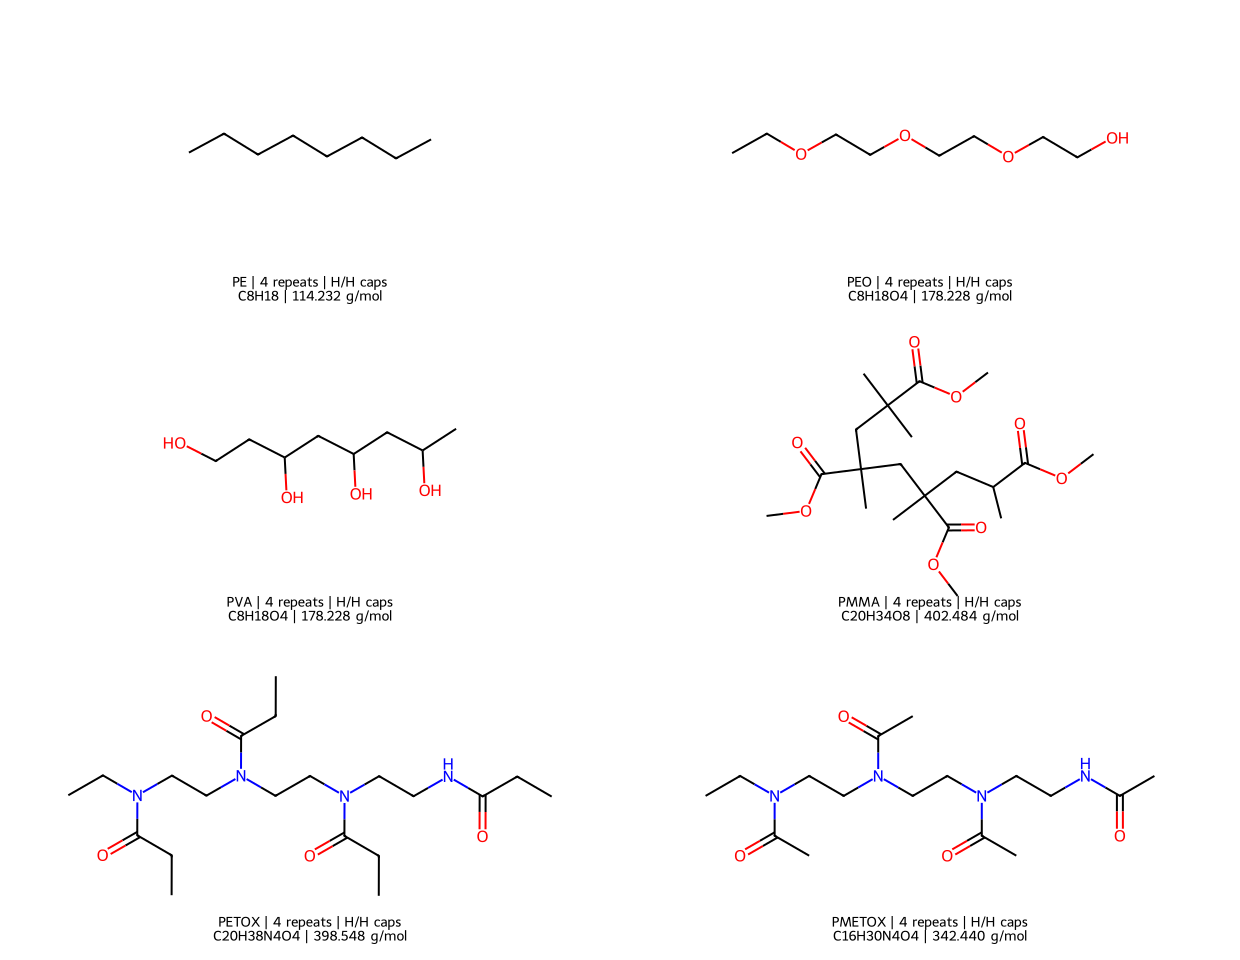 O
O
O
OH
PE | 4 repeats | H/H caps
C8H18 | 114.232 g/mol
PEO | 4 repeats | H/H caps
C8H18O4 | 178.228 g/mol
O
O
O
O
HO
O
O
OH
OH
OH
O
O
O
PVA | 4 repeats | H/H caps
C8H18O4 | 178.228 g/mol
PMMA | 4 repeats | H/H caps
C20H34O8 | 402.484 g/mol
O
N
N
N
H
N
O
O
O
O
N
N
N
H
N
O
O
O
PETOX | 4 repeats | H/H caps
C20H38N4O4 | 398.548 g/mol
PMETOX | 4 repeats | H/H caps
C16H30N4O4 | 342.440 g/mol